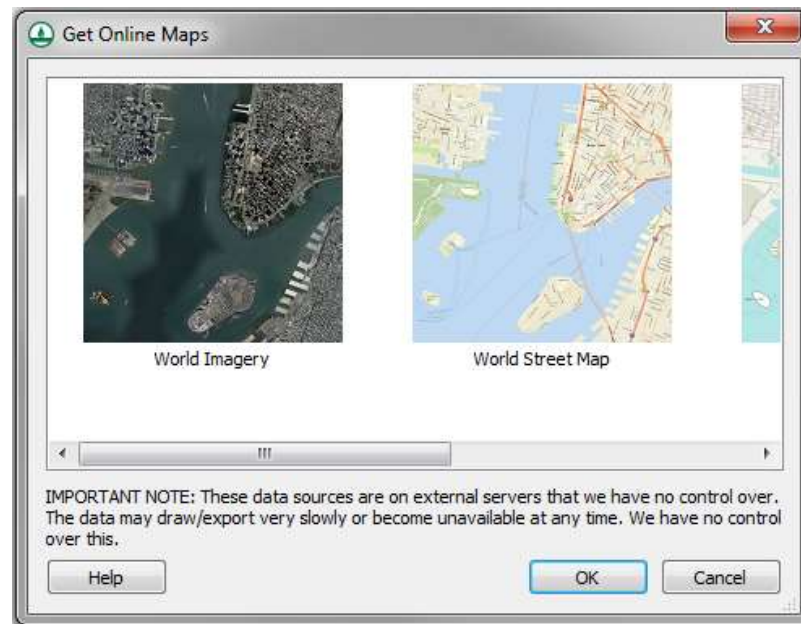 Get Online Maps
World Imagery
World Street Map
IMPORTANT NOTE: These data sources are on external servers that we have no control over.
The data may draw/export very slowly or become unavailable at any time. We have no control
over this.
Help
OK
Cancel